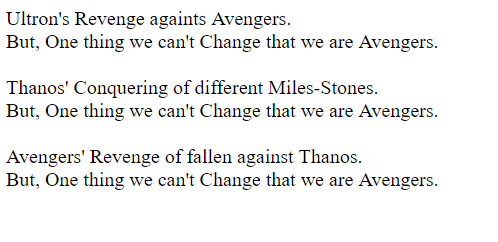 Ultron's Revenge againts Avengers.
But, One thing we can't Change that we are Avengers.
Thanos' Conquering of different Miles-Stones.
But, One thing we can't Change that we are Avengers.
Avengers' Revenge of fallen against Thanos.
But, One thing we can't Change that we are Avengers.